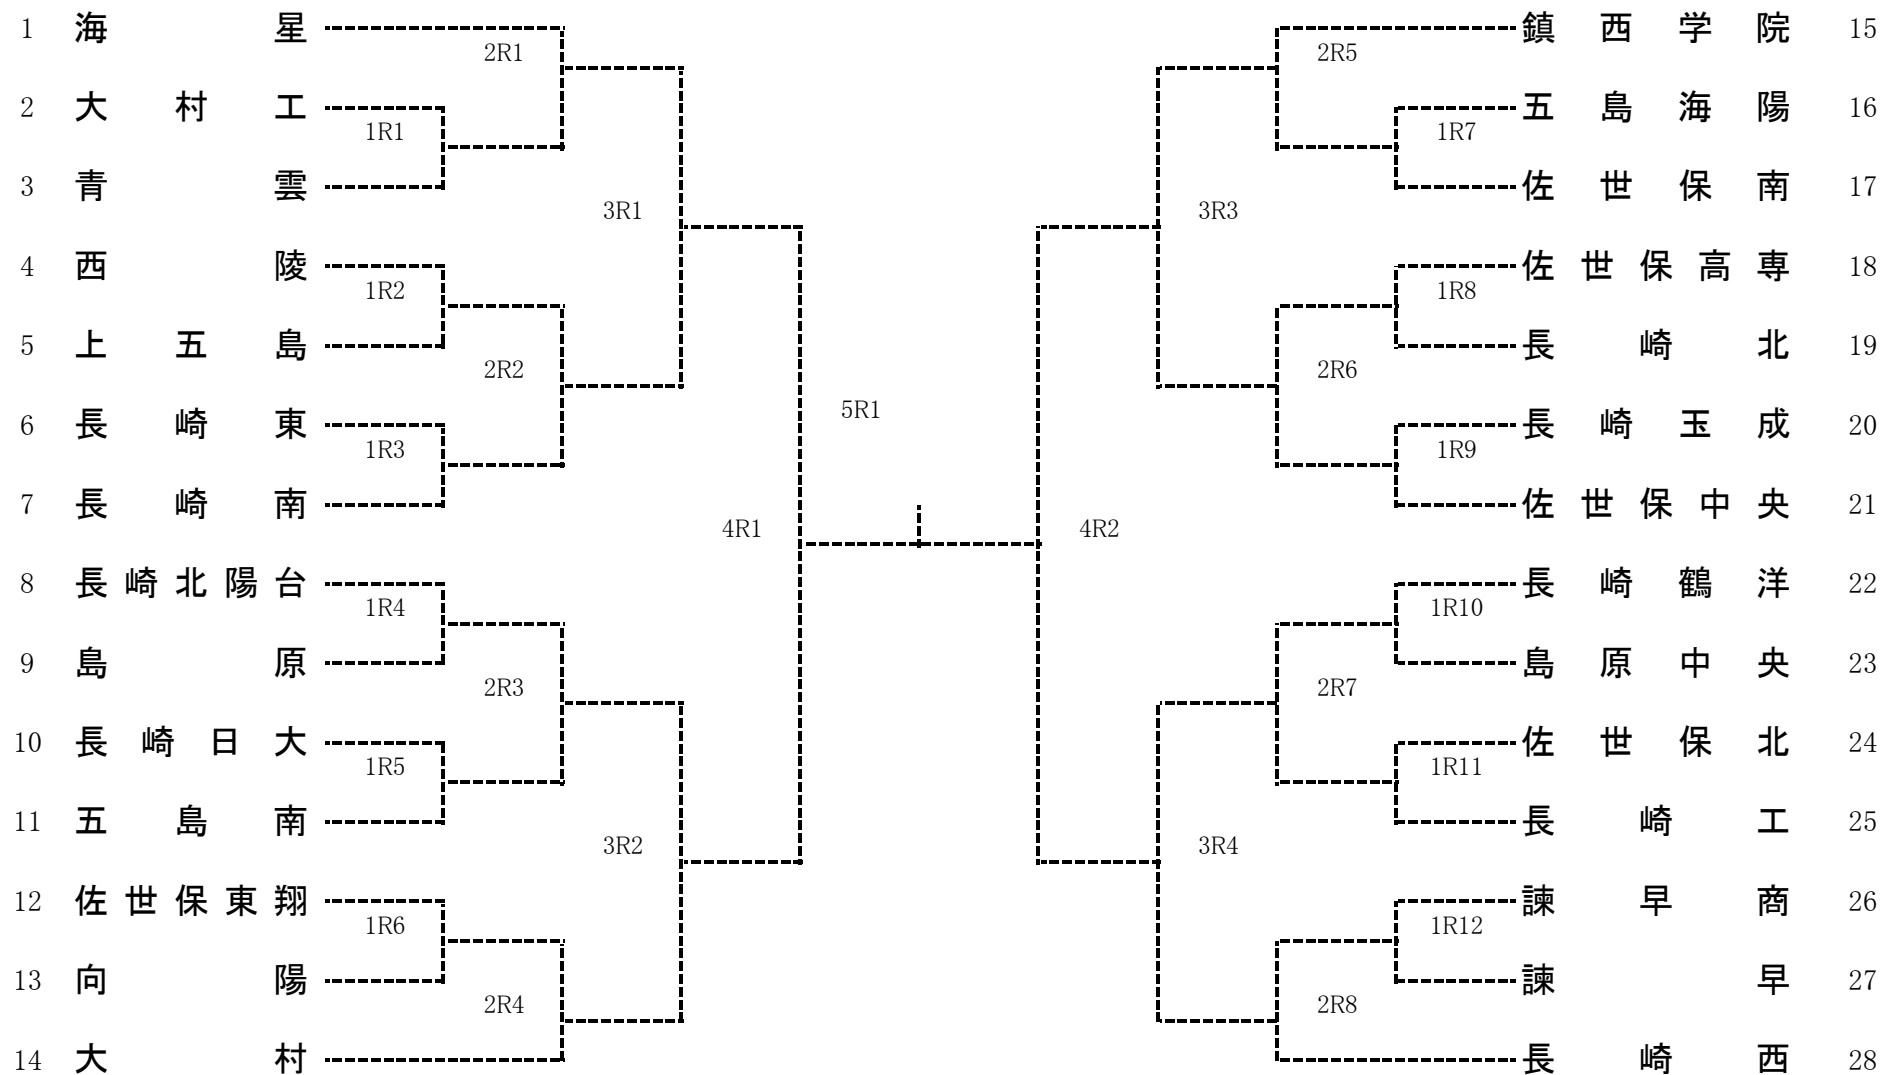 1 海星 鎮西学院 15
2R1 2R5
2 大村工 五島海陽 16
1R1 1R7
3 青雲 佐世保南 17
3R1 3R3
4 西陵 佐世保高専 18
1R2 1R8
5 上五島 長崎北 19
2R2 2R6
5R1
6 長崎東 長崎玉成 20
1R3 1R9
7 長崎南 佐世保中央 21
4R1 4R2
8 長崎北陽台 長崎鶴洋 22
1R4 1R10
9 島原 島原中央 23
2R3 2R7
10 長崎日大 佐世保北 24
1R5 1R11
11 五島南 長崎工 25
3R2 3R4
12 佐世保東翔 諫早商 26
1R6 1R12
13 向陽 諫早 27
2R4 2R8
14 大村 長崎西 28